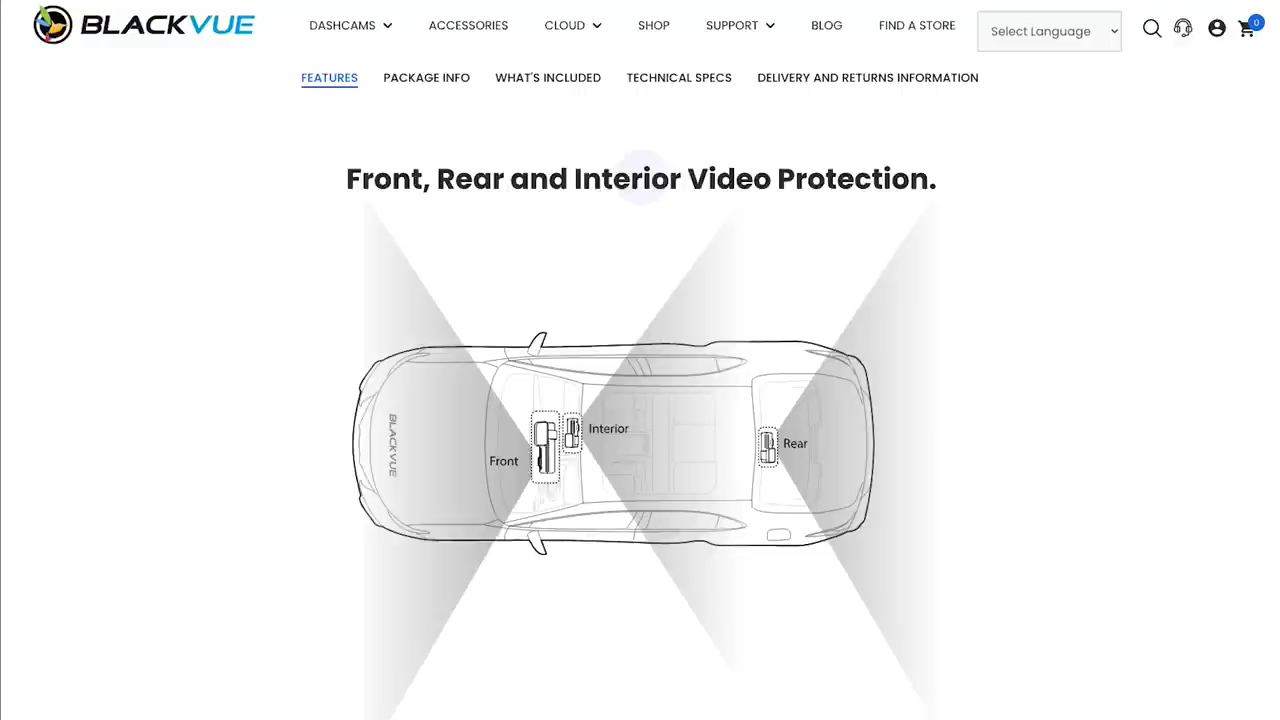 BLACKVUE
DASHCAMS
ACCESSORIES
CLOUD
SHOP
SUPPORT
BLOG
FIND A STORE
Select Language
0
FEATURES
PACKAGE INFO
WHAT'S INCLUDED
TECHNICAL SPECS
DELIVERY AND RETURNS INFORMATION
Front, Rear and Interior Video Protection.
BLACKVUE
Front
Interior
Rear